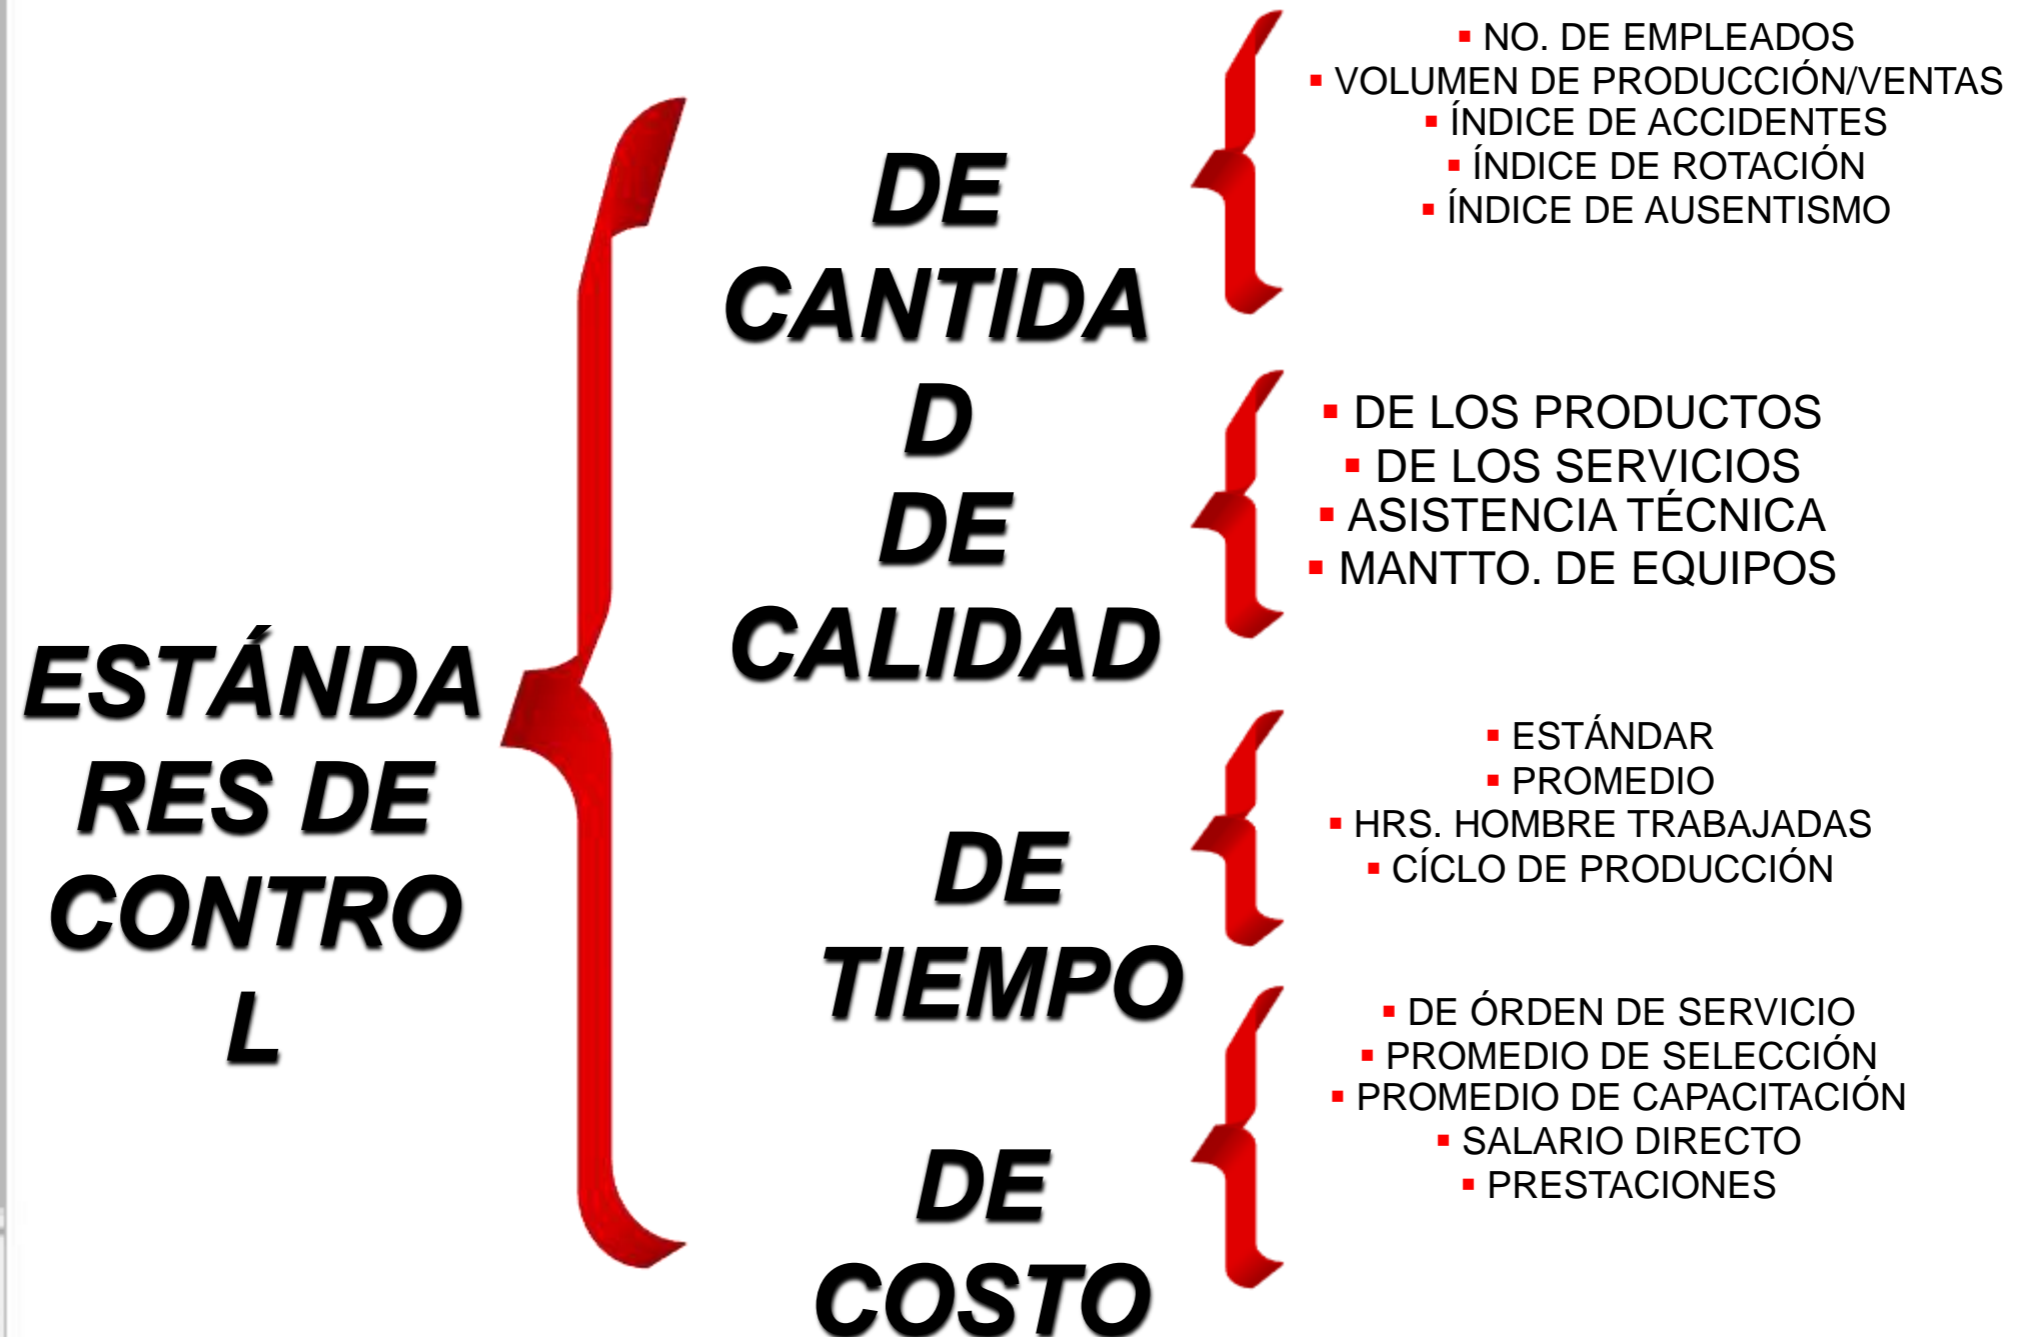 ESTÁNDA
RES DE
CONTRO
L
DE
CANTIDA
D
▪ NO. DE EMPLEADOS
▪ VOLUMEN DE PRODUCCIÓN/VENTAS
▪ ÍNDICE DE ACCIDENTES
▪ ÍNDICE DE ROTACIÓN
▪ ÍNDICE DE AUSENTISMO
DE
CALIDAD
▪ DE LOS PRODUCTOS
▪ DE LOS SERVICIOS
▪ ASISTENCIA TÉCNICA
▪ MANTTO. DE EQUIPOS
DE
TIEMPO
▪ ESTÁNDAR
▪ PROMEDIO
▪ HRS. HOMBRE TRABAJADAS
▪ CÍCLO DE PRODUCCIÓN
DE
COSTO
▪ DE ÓRDEN DE SERVICIO
▪ PROMEDIO DE SELECCIÓN
▪ PROMEDIO DE CAPACITACIÓN
▪ SALARIO DIRECTO
▪ PRESTACIONES